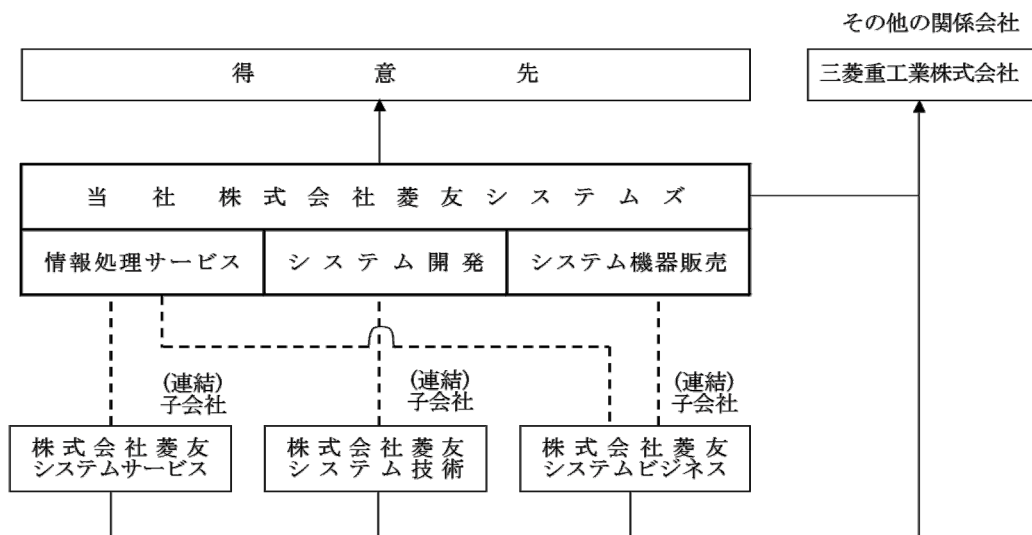 その他の関係会社
得意先
三菱重工業株式会社
当社株式会社菱友システムズ
情報処理サービス
システム開発
システム機器販売
(連結)
子会社
(連結)
子会社
(連結)
子会社
株式会社菱友
システムサービス
株式会社菱友
システム技術
株式会社菱友
システムビジネス